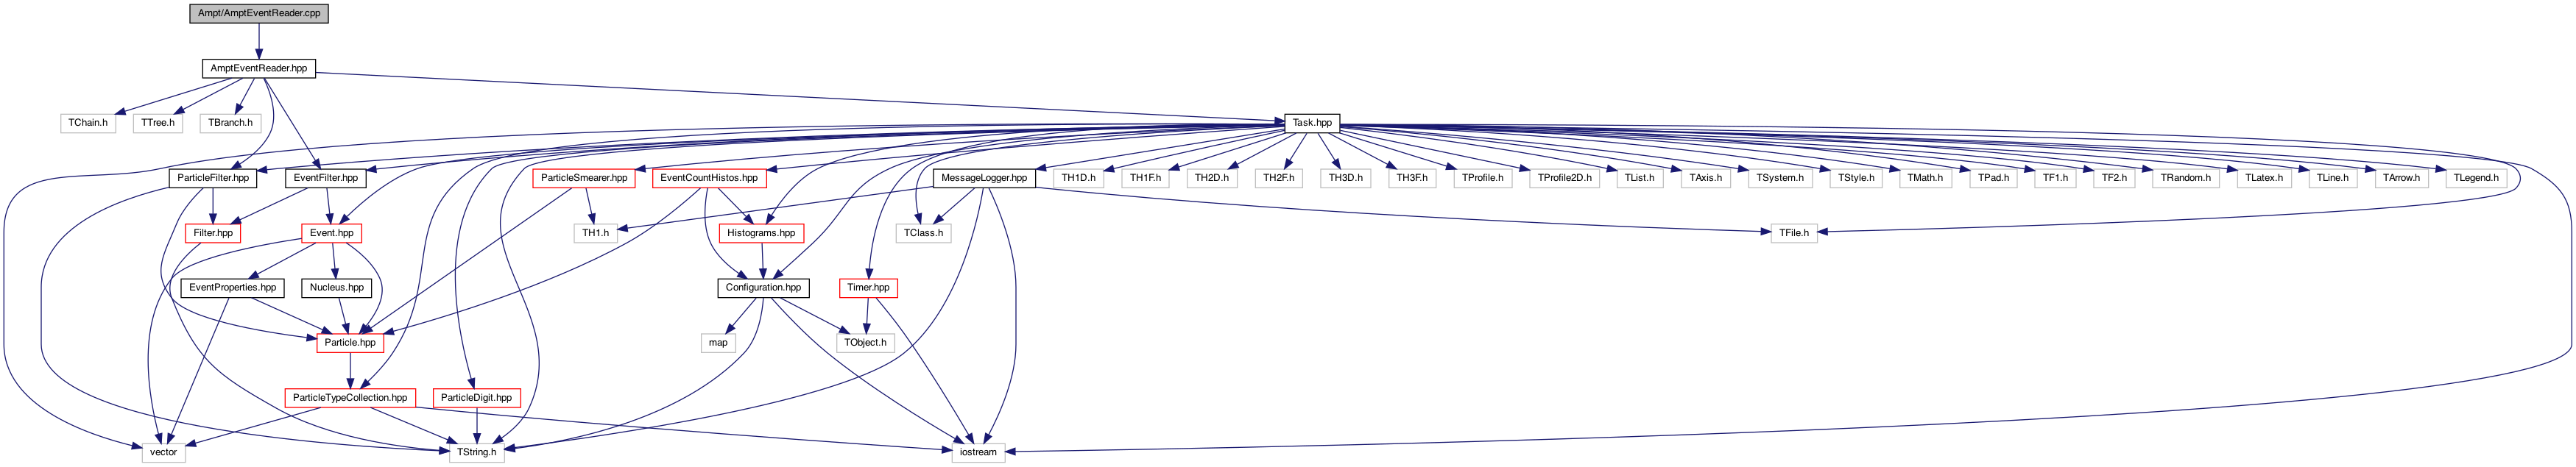 Ampt/AmptEventReader.cpp
AmptEventReader.hpp
TChain.h
TTree.h
TBranch.h
Task.hpp
ParticleFilter.hpp
EventFilter.hpp
ParticleSmearer.hpp
EventCountHistos.hpp
MessageLogger.hpp
TH1D.h
TH1F.h
TH2D.h
TH2F.h
TH3D.h
TH3F.h
TProfile.h
TProfile2D.h
TList.h
TAxis.h
TSystem.h
TStyle.h
TMath.h
TPad.h
TF1.h
TF2.h
TRandom.h
TLatex.h
TLine.h
TArrow.h
TLegend.h
Filter.hpp
Event.hpp
TH1.h
Histograms.hpp
TClass.h
TFile.h
EventProperties.hpp
Nucleus.hpp
Configuration.hpp
Timer.hpp
Particle.hpp
map
TObject.h
ParticleTypeCollection.hpp
ParticleDigit.hpp
vector
TString.h
iostream